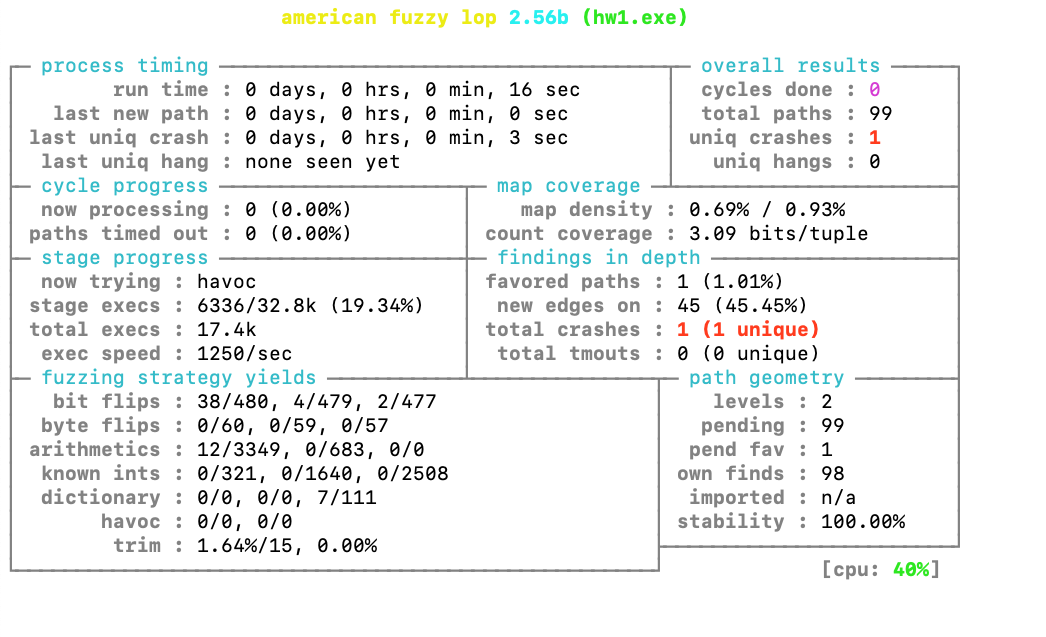 american fuzzy lop 2.56b (hw1.exe)
process timing
overall results
run time : 0 days, 0 hrs, 0 min, 16 sec
cycles done : 0
last new path : 0 days, 0 hrs, 0 min, 0 sec
total paths : 99
last uniq crash : 0 days, 0 hrs, 0 min, 3 sec
uniq crashes : 1
last uniq hang : none seen yet
uniq hangs : 0
cycle progress
map coverage
now processing : 0 (0.00%)
map density : 0.69% / 0.93%
paths timed out : 0 (0.00%)
count coverage : 3.09 bits/tuple
stage progress
findings in depth
now trying : havoc
favored paths : 1 (1.01%)
stage execs : 6336/32.8k (19.34%)
new edges on : 45 (45.45%)
total execs : 17.4k
total crashes : 1 (1 unique)
exec speed : 1250/sec
total tmouts : 0 (0 unique)
fuzzing strategy yields
path geometry
bit flips : 38/480, 4/479, 2/477
levels : 2
byte flips : 0/60, 0/59, 0/57
pending : 99
arithmetics : 12/3349, 0/683, 0/0
pend fav : 1
known ints : 0/321, 0/1640, 0/2508
own finds : 98
dictionary : 0/0, 0/0, 7/111
imported : n/a
havoc : 0/0, 0/0
stability : 100.00%
trim : 1.64%/15, 0.00%
[cpu: 40%]